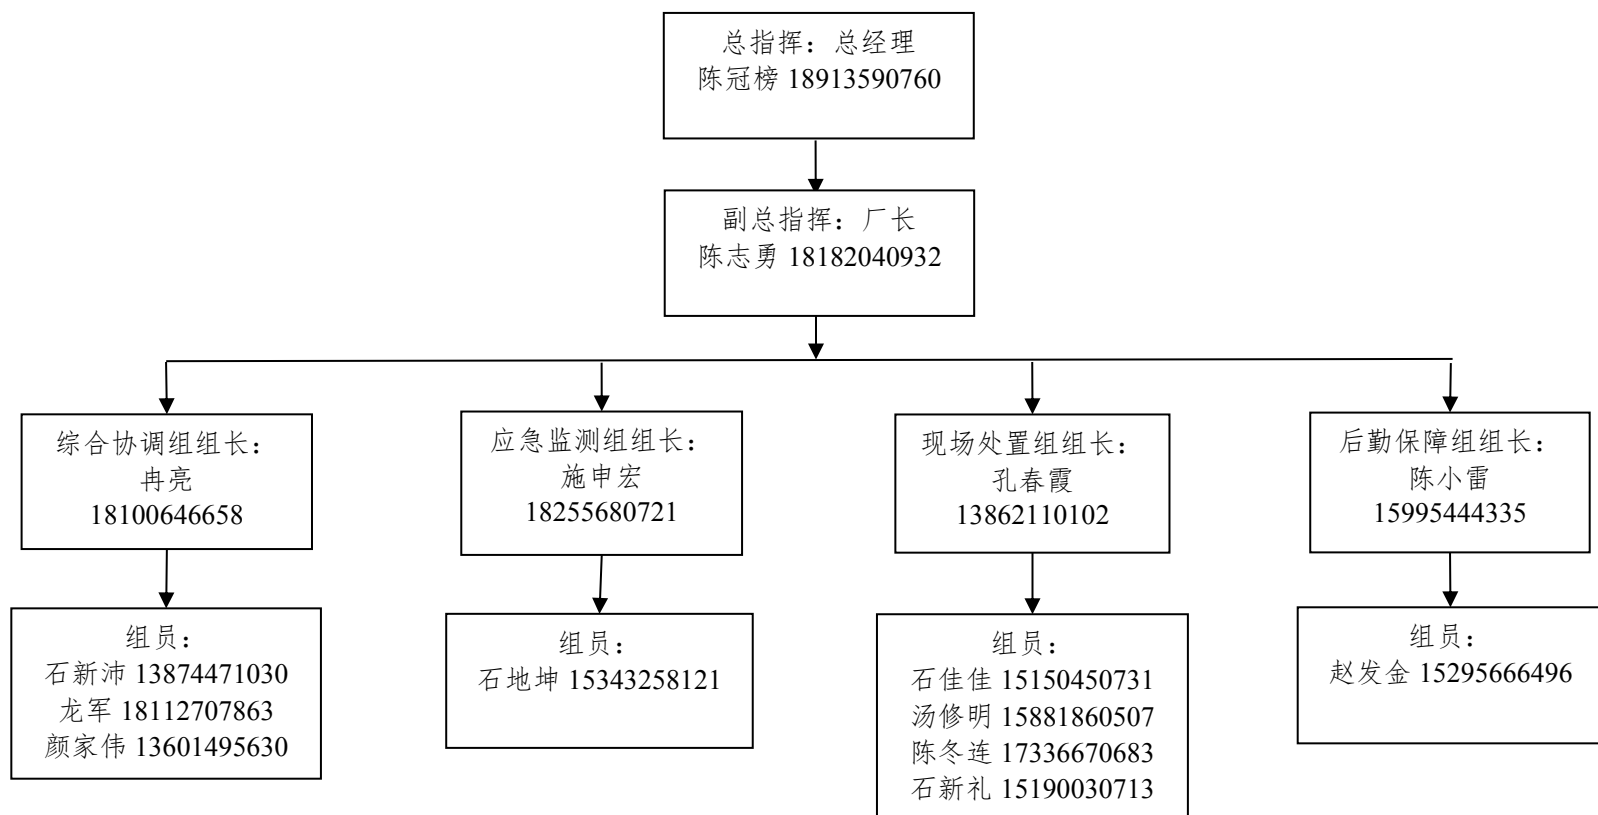 总指挥：总经理
陈冠榜 18913590760
副总指挥：厂长
陈志勇 18182040932
综合协调组组长：
冉亮
18100646658
应急监测组组长：
施申宏
18255680721
现场处置组组长：
孔春霞
13862110102
后勤保障组组长：
陈小雷
15995444335
组员：
石新沛 13874471030
龙军 18112707863
颜家伟 13601495630
组员：
石地坤 15343258121
组员：
石佳佳 15150450731
汤修明 15881860507
陈冬连 17336670683
石新礼 15190030713
组员：
赵发金 15295666496